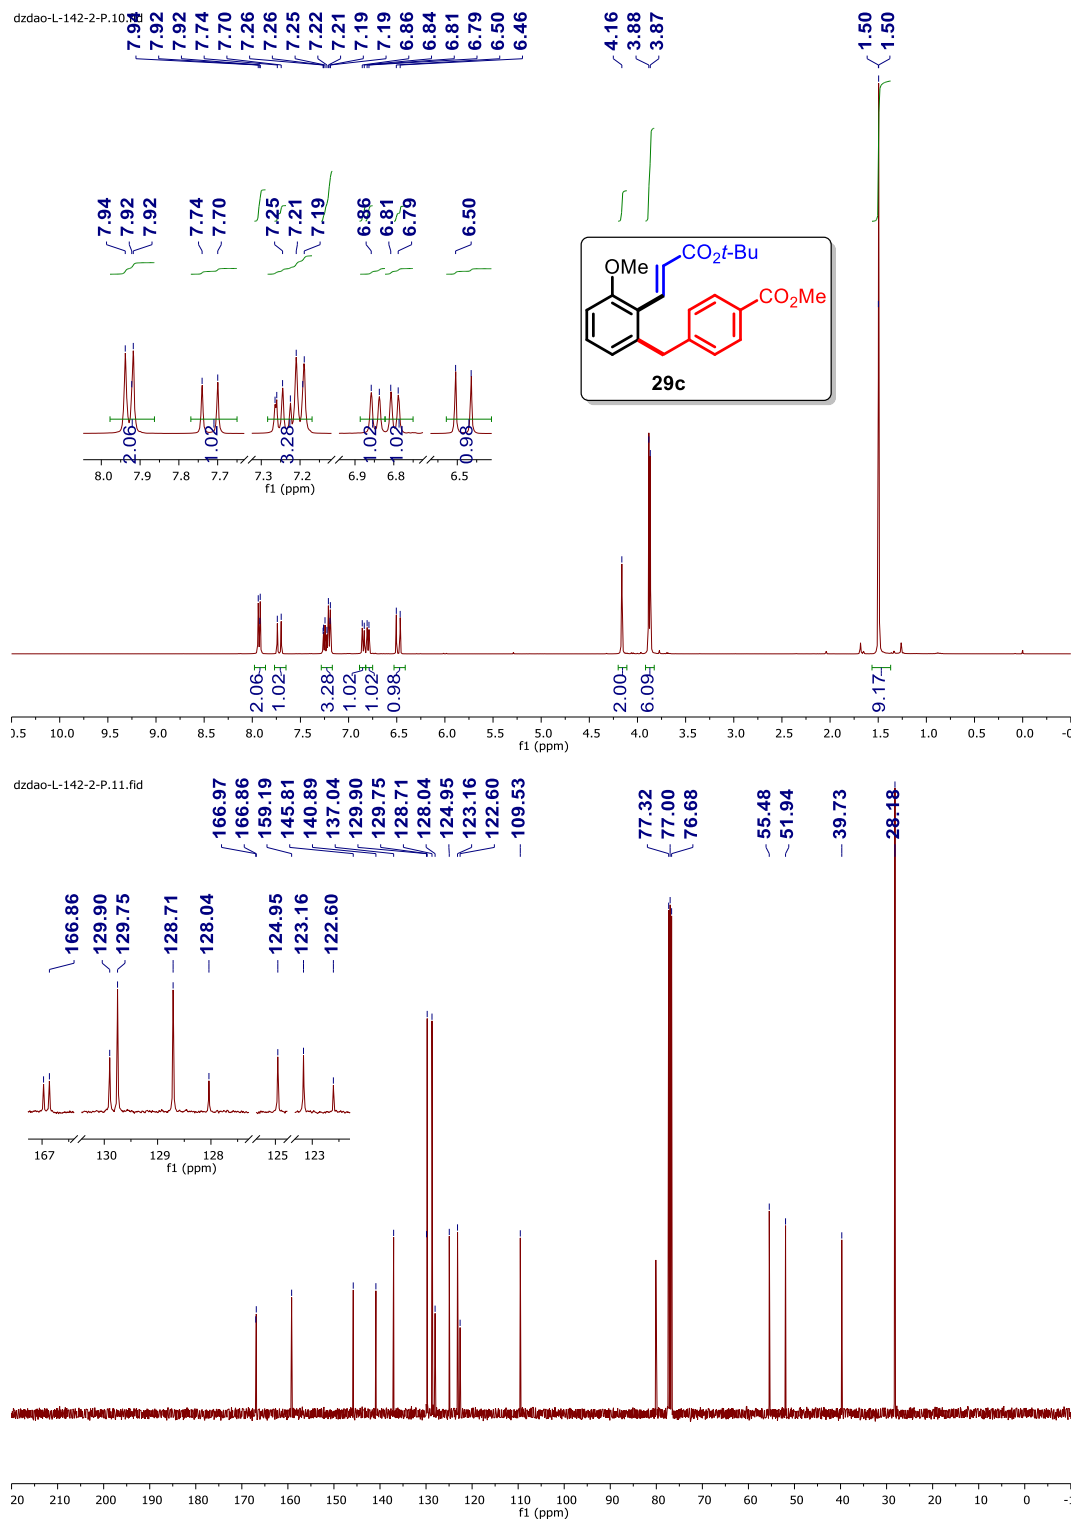 dzdao-L-142-2-P.10.fid
7.94 7.92 7.92 7.74 7.70 7.26 7.26 7.25 7.22 7.21 7.19 7.19 6.86 6.84 6.81 6.79 6.50 6.46 4.16 3.88 3.87 1.50 1.50
7.94 7.92 7.92 7.74 7.70 7.25 7.21 7.19 6.86 6.81 6.79 6.50
CO2t-Bu
OMe
CO2Me
29c
2.06 1.02 3.28 1.02 1.02 0.98
8.0 7.9 7.8 7.7 7.3 7.2 6.9 6.8 6.5
f1 (ppm)
2.06 1.02 3.28 1.02 1.02 0.98 2.00 6.09 9.17
0.5 10.0 9.5 9.0 8.5 8.0 7.5 7.0 6.5 6.0 5.5 5.0 4.5 4.0 3.5 3.0 2.5 2.0 1.5 1.0 0.5 0.0 -0
f1 (ppm)
dzdao-L-142-2-P.11.fid
166.97 166.86 159.19 145.81 140.89 137.04 129.90 129.75 128.71 128.04 124.95 123.16 122.60 109.53 77.32 77.00 76.68 55.48 51.94 39.73 28.18
166.86 129.90 129.75 128.71 128.04 124.95 123.16 122.60
167 130 129 128 125 123
f1 (ppm)
20 210 200 190 180 170 160 150 140 130 120 110 100 90 80 70 60 50 40 30 20 10 0 -1
f1 (ppm)